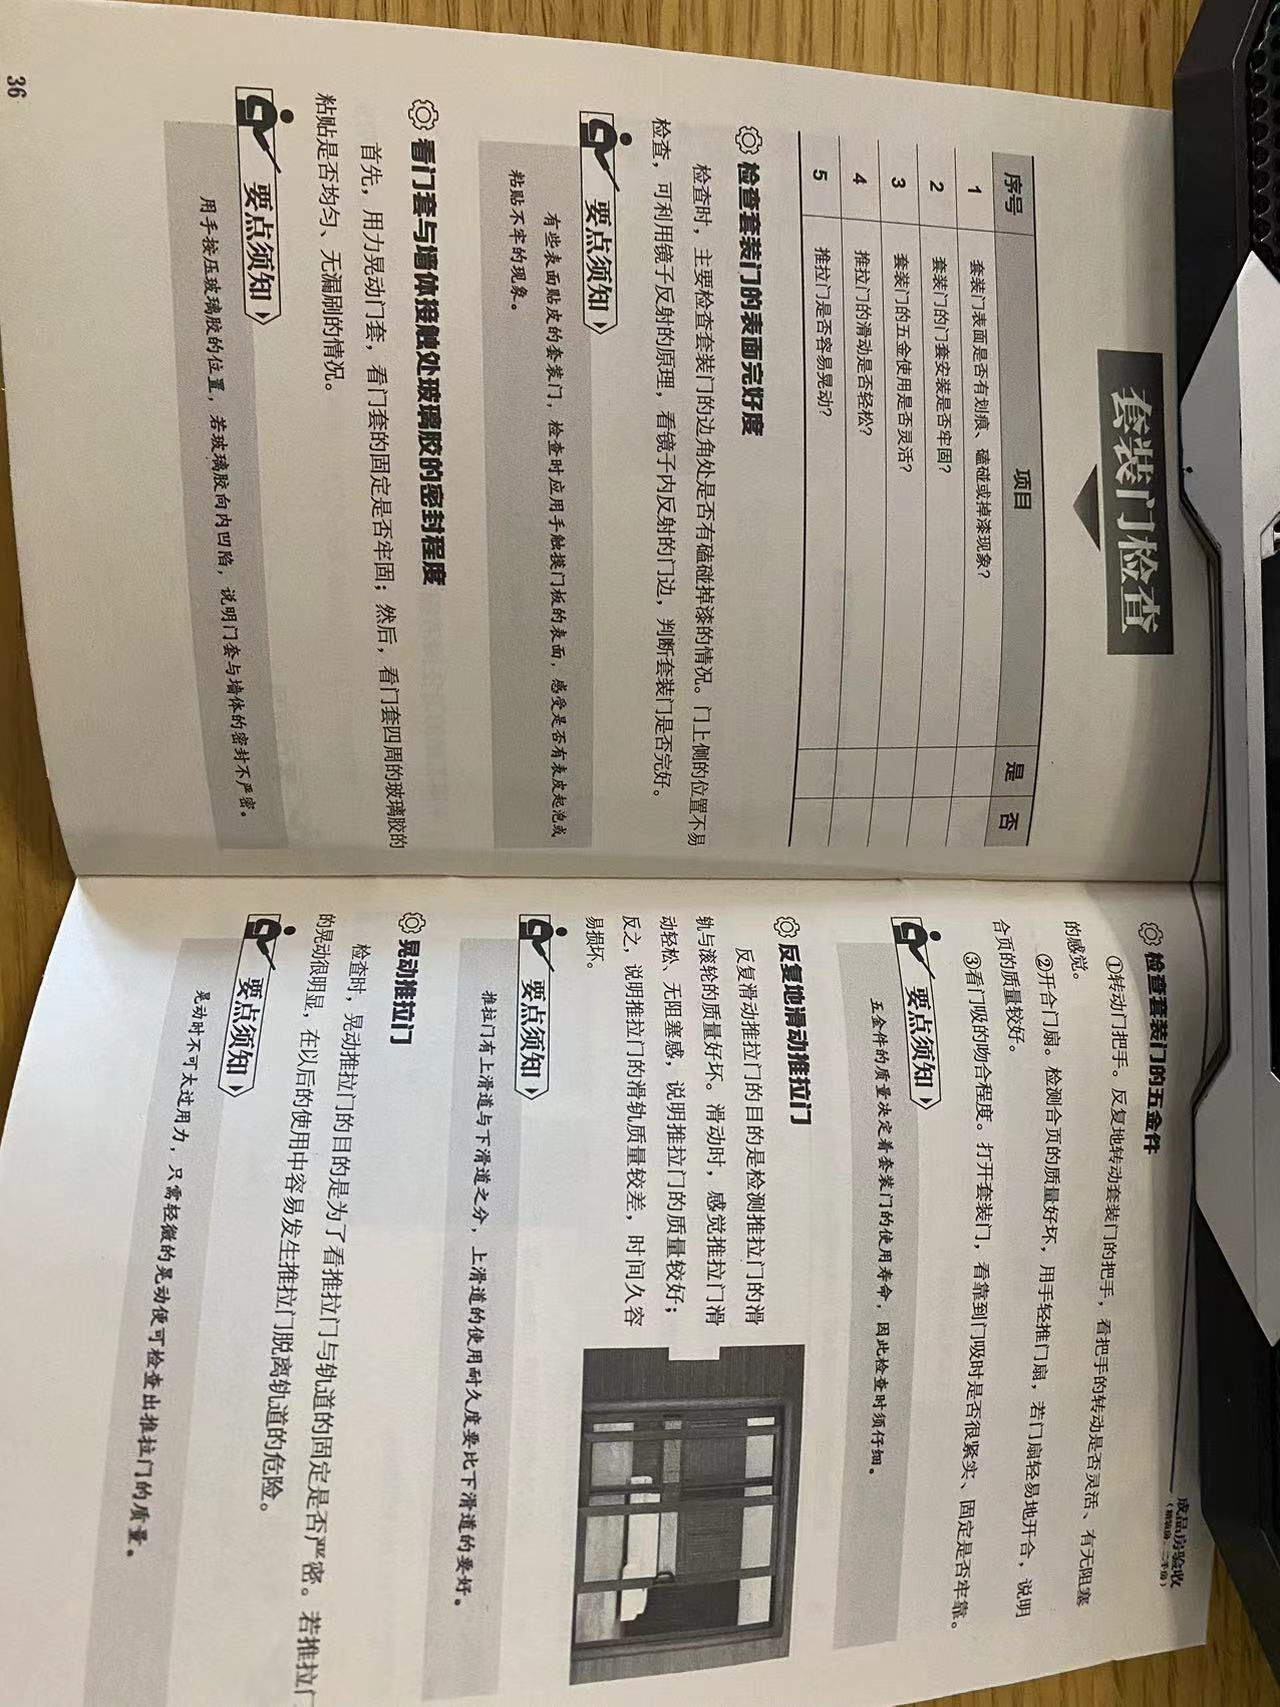 套装门检查
序号 项目 是 否
1 套装门表面是否有划痕、磕碰或掉漆现象?
2 套装门的门套安装是否牢固?
3 套装门的五金使用是否灵活?
4 推拉门的滑动是否轻松?
5 推拉门是否容易晃动?
检查套装门的表面完好度
检查时，主要检查套装门的边角处是否有磕碰掉漆的情况。门上侧的位置不易
检查，可利用镜子反射的原理，看镜子内反射的门边，判断套装门是否完好。
要点须知
有些表面贴皮的套装门，检查时应用手触摸门板的表面，感受是否有表皮起泡或
粘贴不牢的现象。
看门套与墙体接触处玻璃胶的密封程度
首先，用力晃动门套，看门套的固定是否牢固；然后，看门套四周的玻璃胶的
粘贴是否均匀、无漏刷的情况。
要点须知
用手按压玻璃胶的位置，若玻璃胶向内凹陷，说明门套与墙体的密封不严密。
36
成品房验收
（精装房、二手房）
检查套装门的五金件
①转动门把手。反复地转动套装门的把手，看把手的转动是否灵活、有无阻塞
的感觉。
②开合门扇。检测合页的质量好坏，用手轻推门扇，若门扇轻易地开合，说明
合页的质量较好。
③看门吸的吻合程度。打开套装门，看靠到门吸时是否很紧实、固定是否牢靠。
要点须知
五金件的质量决定着套装门的使用寿命，因此检查时须仔细。
反复地滑动推拉门
反复滑动推拉门的目的是检测推拉门的滑
轨与滚轮的质量好坏。滑动时，感觉推拉门滑
动轻松、无阻塞感，说明推拉门的质量较好；
反之，说明推拉门的滑轨质量较差，时间久容
易损坏。
要点须知
推拉门有上滑道与下滑道之分，上滑道的使用耐久度要比下滑道的要好。
晃动推拉门
检查时，晃动推拉门的目的是为了看推拉门与轨道的固定是否严密。若推拉门
的晃动很明显，在以后的使用中容易发生推拉门脱离轨道的危险。
要点须知
晃动时不可太过用力，只需轻微的晃动便可检查出推拉门的质量。